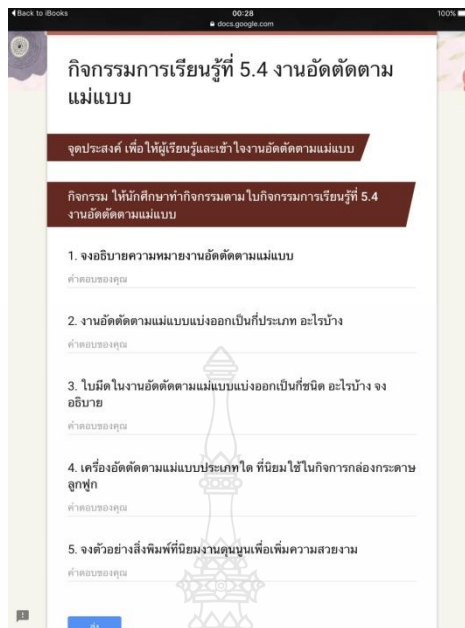 Back to iBooks
00:28
100%
docs.google.com
กิจกรรมการเรียนรู้ที่ 5.4 งานอัดตัดตาม
แม่แบบ
จุดประสงค์ เพื่อให้ผู้เรียนรู้และเข้าใจงานอัดตัดตามแม่แบบ
กิจกรรม ให้นักศึกษาทำกิจกรรมตามใบกิจกรรมการเรียนรู้ที่ 5.4
งานอัดตัดตามแม่แบบ
1. จงอธิบายความหมายงานอัดตัดตามแม่แบบ
คำตอบของคุณ
2. งานอัดตัดตามแม่แบบแบ่งออกเป็นกี่ประเภท อะไรบ้าง
คำตอบของคุณ
3. ใบมีดในงานอัดตัดตามแม่แบบแบ่งออกเป็นกี่ชนิด อะไรบ้าง จง
อธิบาย
คำตอบของคุณ
4. เครื่องอัดตัดตามแม่แบบประเภทใด ที่นิยมใช้ในกิจการกล่องกระดาษ
ลูกฟูก
คำตอบของคุณ
5. จงตัวอย่างสิ่งพิมพ์ที่นิยมงานดุนนูนเพื่อเพิ่มความสวยงาม
คำตอบของคุณ